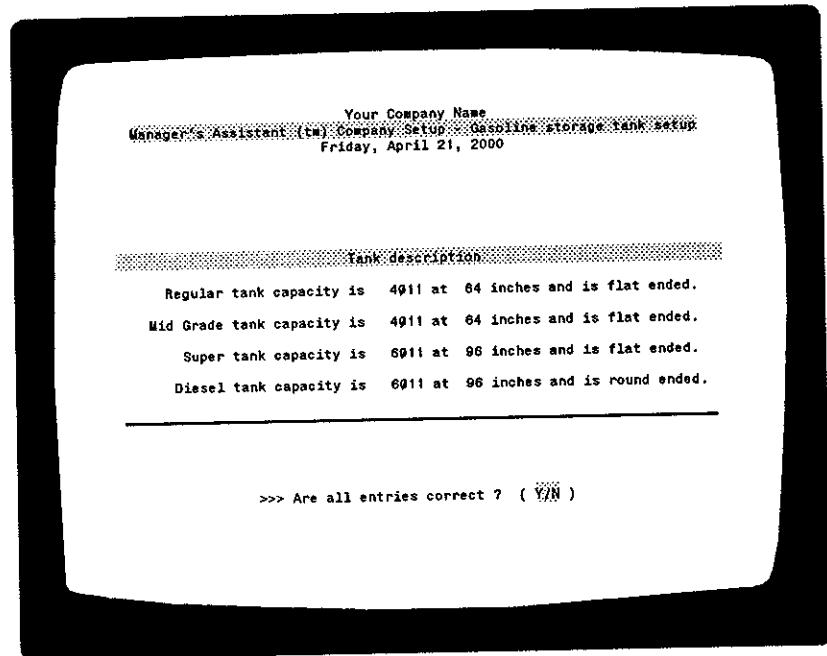 Your Company Name
Manager's Assistant (tm) Company Setup - Gasoline storage tank setup
Friday, April 21, 2000
Tank description
Regular tank capacity is 4011 at 64 inches and is flat ended.
Mid Grade tank capacity is 4011 at 64 inches and is flat ended.
Super tank capacity is 6011 at 96 inches and is flat ended.
Diesel tank capacity is 6011 at 96 inches and is round ended.
>>> Are all entries correct ? ( Y/N )